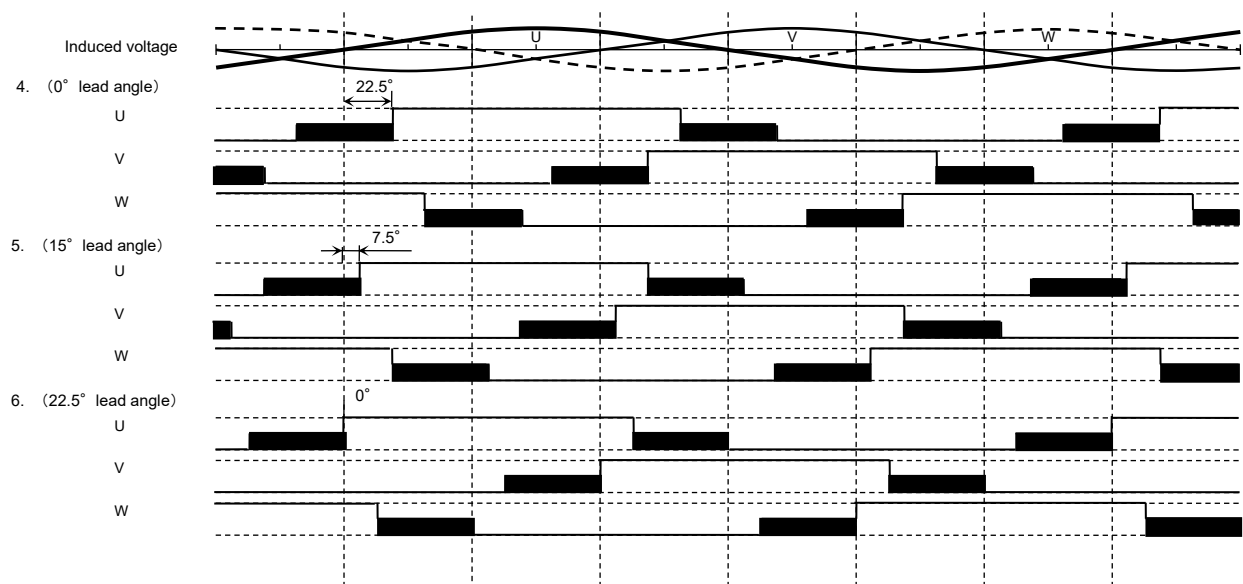 U V W
Induced voltage
4. (0° lead angle)
22.5°
U
V
W
5. (15° lead angle)
7.5°
U
V
W
6. (22.5° lead angle)
0°
U
V
W